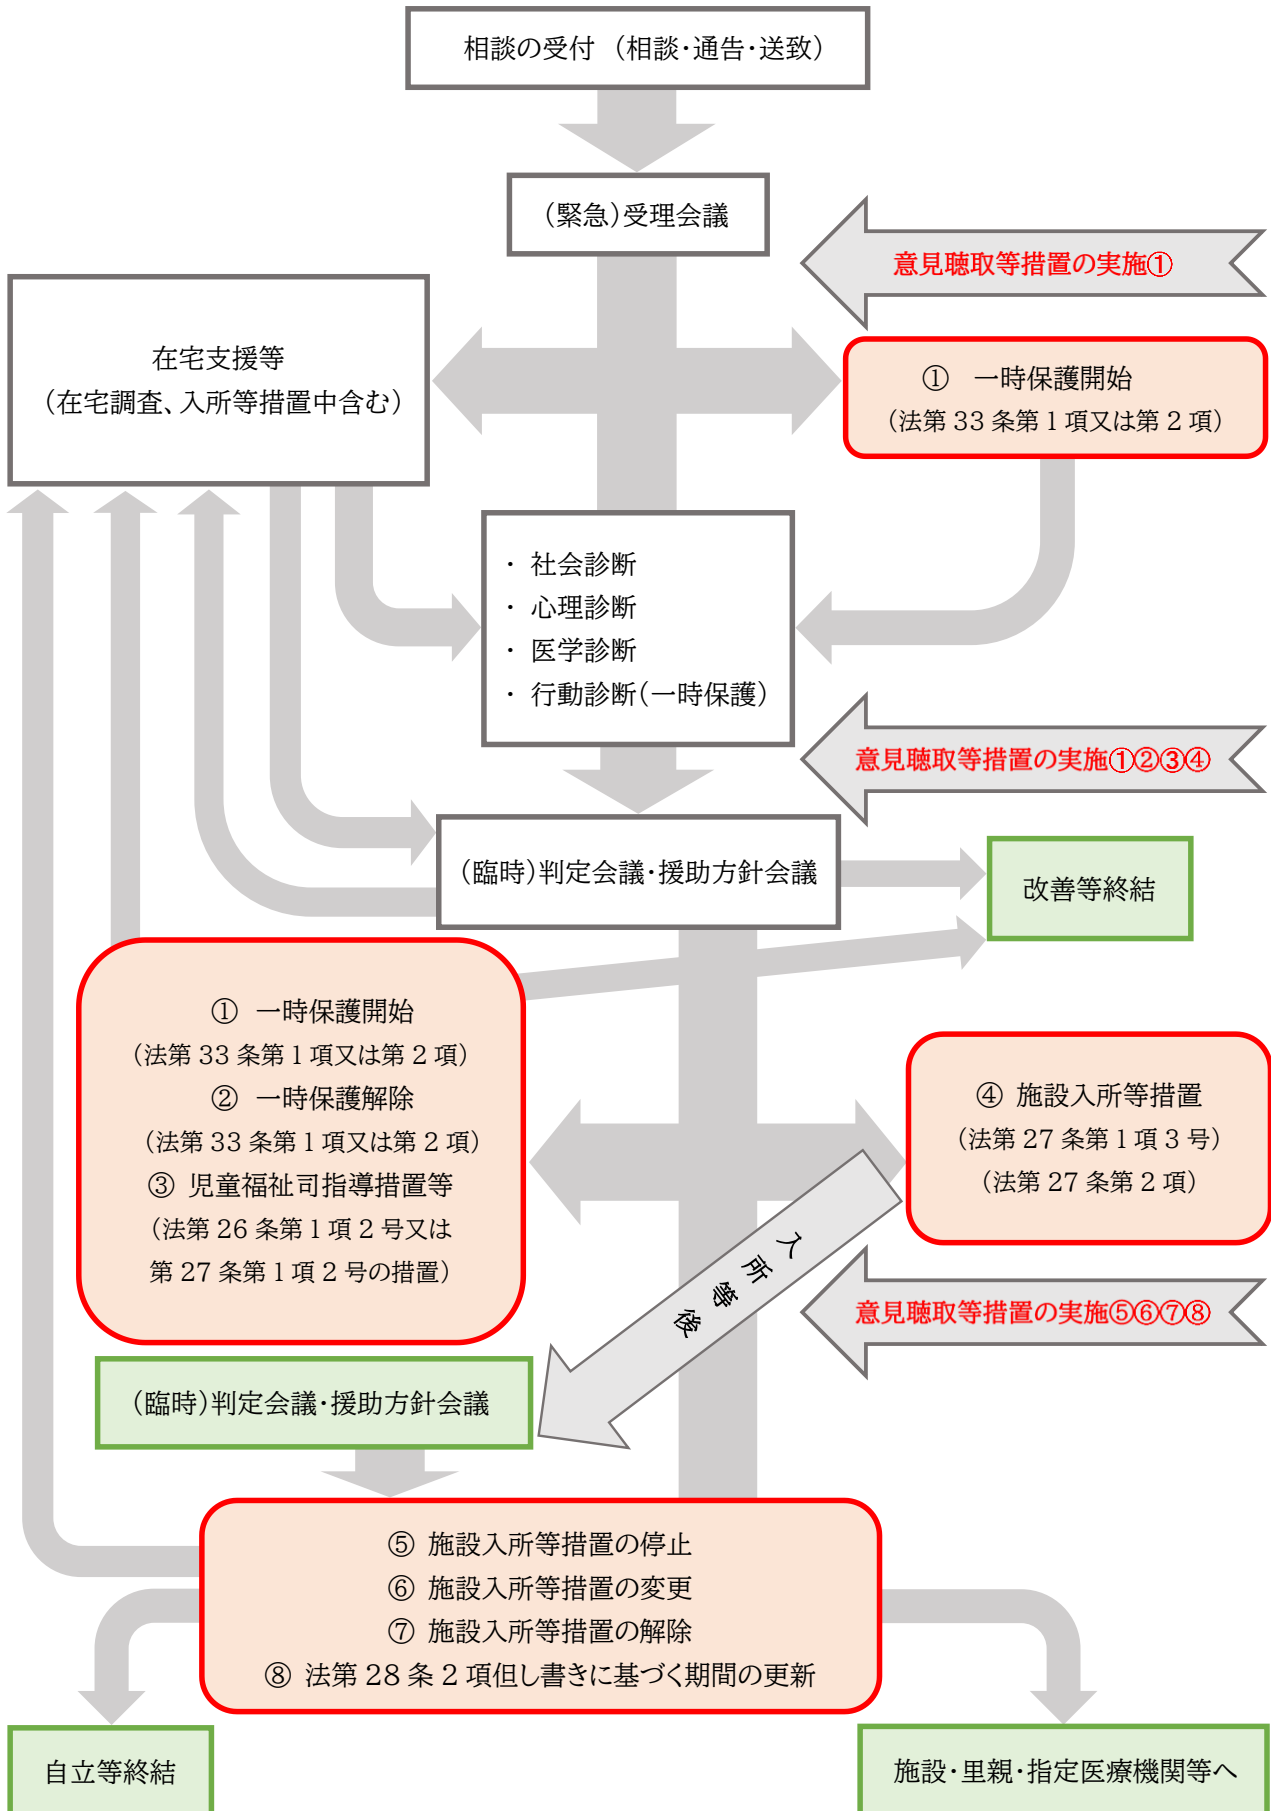 相談の受付 （相談・通告・送致）
（緊急）受理会議
意見聴取等措置の実施①
在宅支援等
（在宅調査、入所等措置中含む）
① 一時保護開始
（法第 33 条第 1 項又は第 2 項）
・ 社会診断
・ 心理診断
・ 医学診断
・ 行動診断（一時保護）
意見聴取等措置の実施①②③④
（臨時）判定会議・援助方針会議
改善等終結
① 一時保護開始
（法第 33 条第 1 項又は第 2 項）
② 一時保護解除
（法第 33 条第 1 項又は第 2 項）
③ 児童福祉司指導措置等
（法第 26 条第 1 項 2 号又は
第 27 条第 1 項 2 号の措置）
④ 施設入所等措置
（法第 27 条第 1 項 3 号）
（法第 27 条第 2 項）
入所等後
意見聴取等措置の実施⑤⑥⑦⑧
（臨時）判定会議・援助方針会議
⑤ 施設入所等措置の停止
⑥ 施設入所等措置の変更
⑦ 施設入所等措置の解除
⑧ 法第 28 条 2 項但し書きに基づく期間の更新
自立等終結
施設・里親・指定医療機関等へ